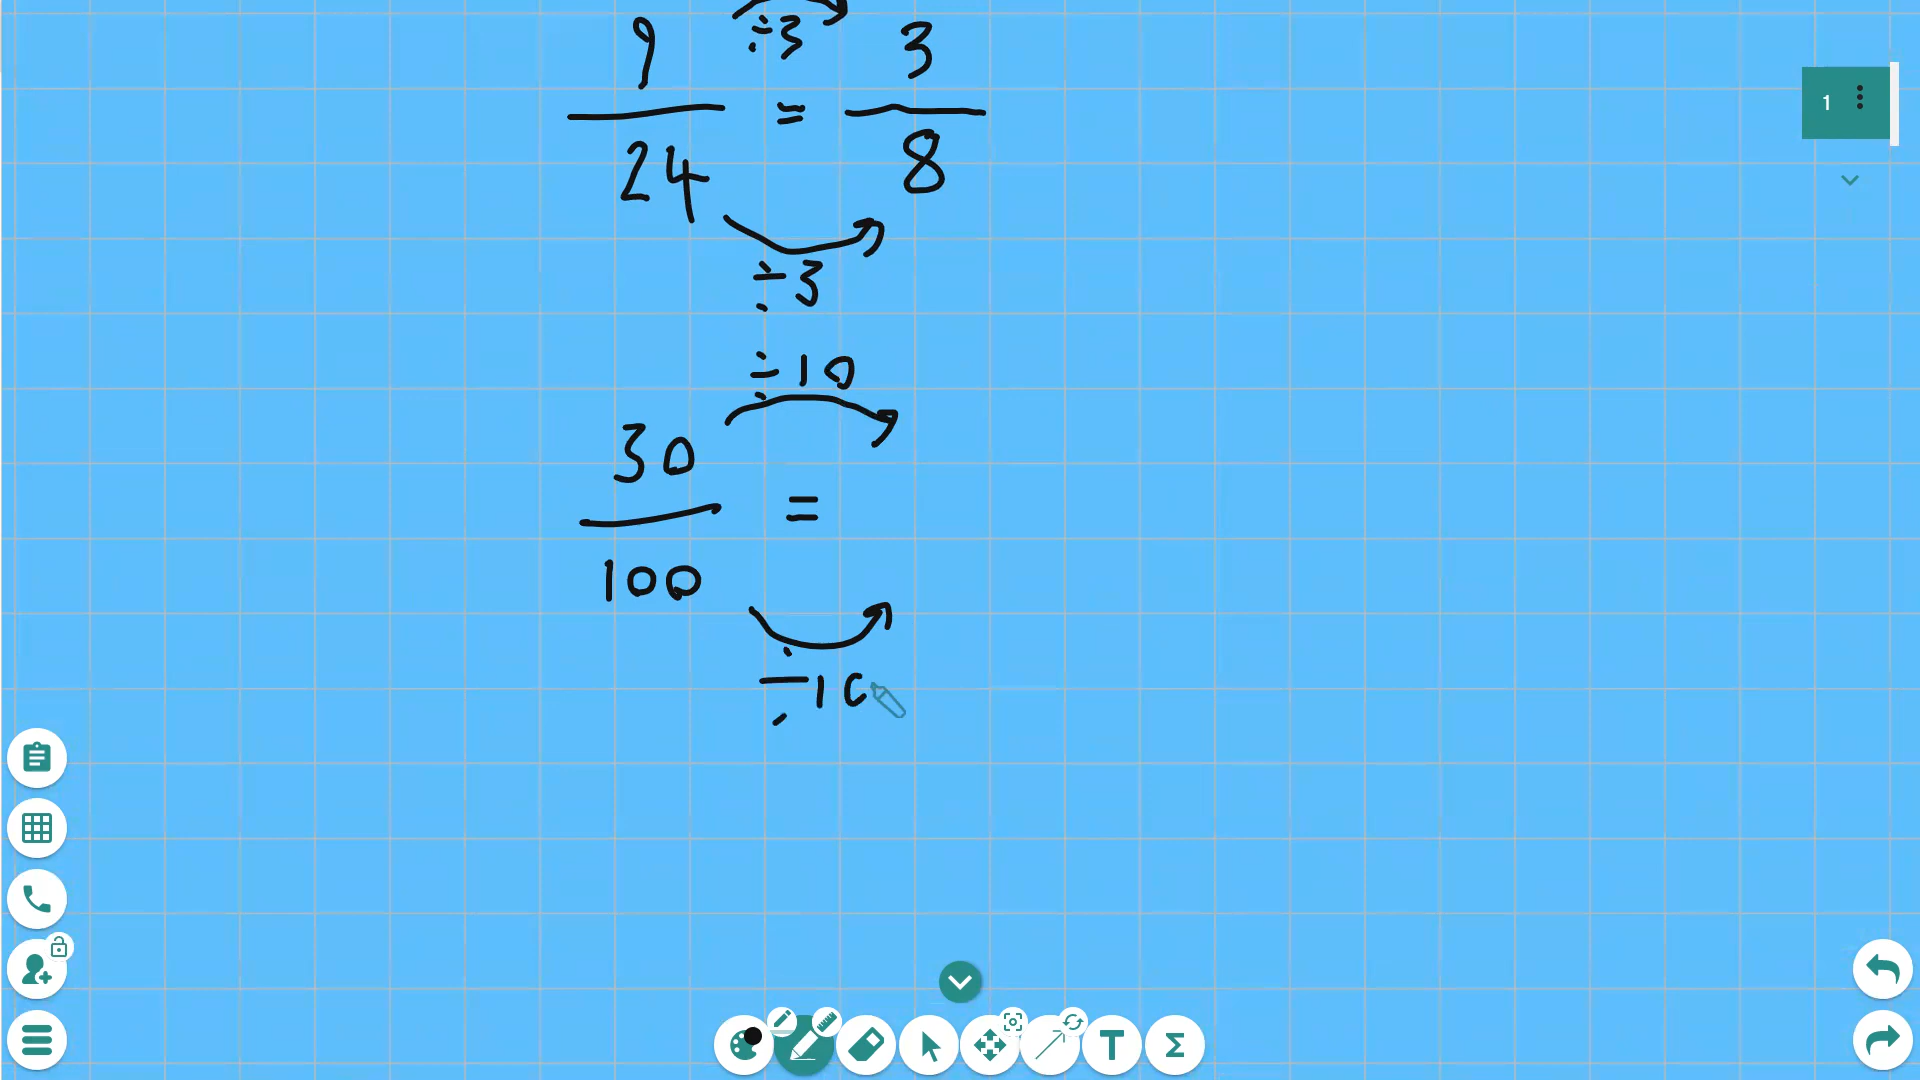 ÷3
9/24 = 3/8
÷3
÷10
30/100 =
÷10
1
T
Σ